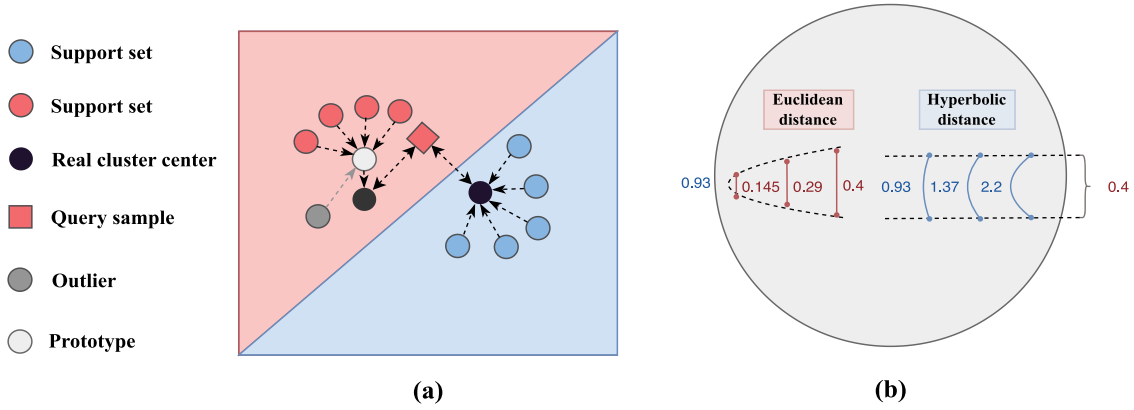 Support set
Support set
Real cluster center
Query sample
Outlier
Prototype
(a)
Euclidean
distance
Hyperbolic
distance
0.93
0.145
0.29
0.4
0.93
1.37
2.2
0.4
(b)